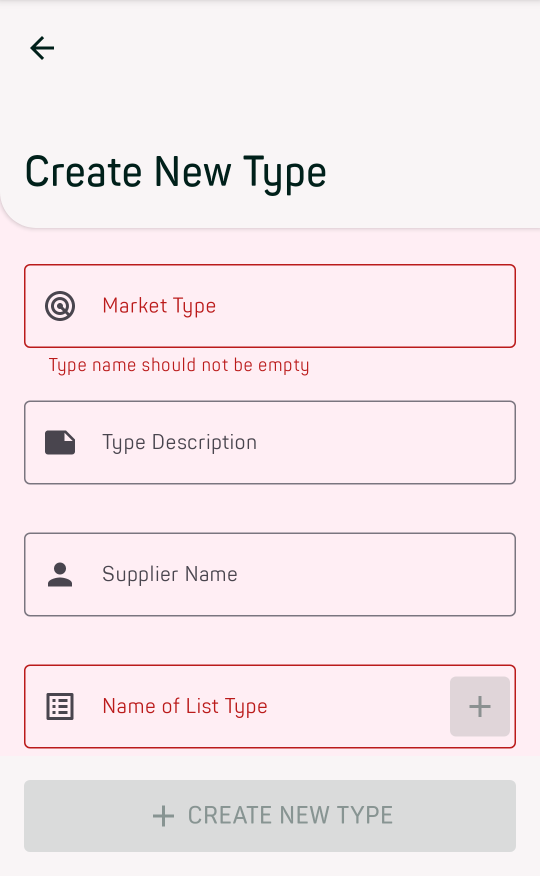 Create New Type
Market Type
Type name should not be empty
Type Description
Supplier Name
Name of List Type
CREATE NEW TYPE